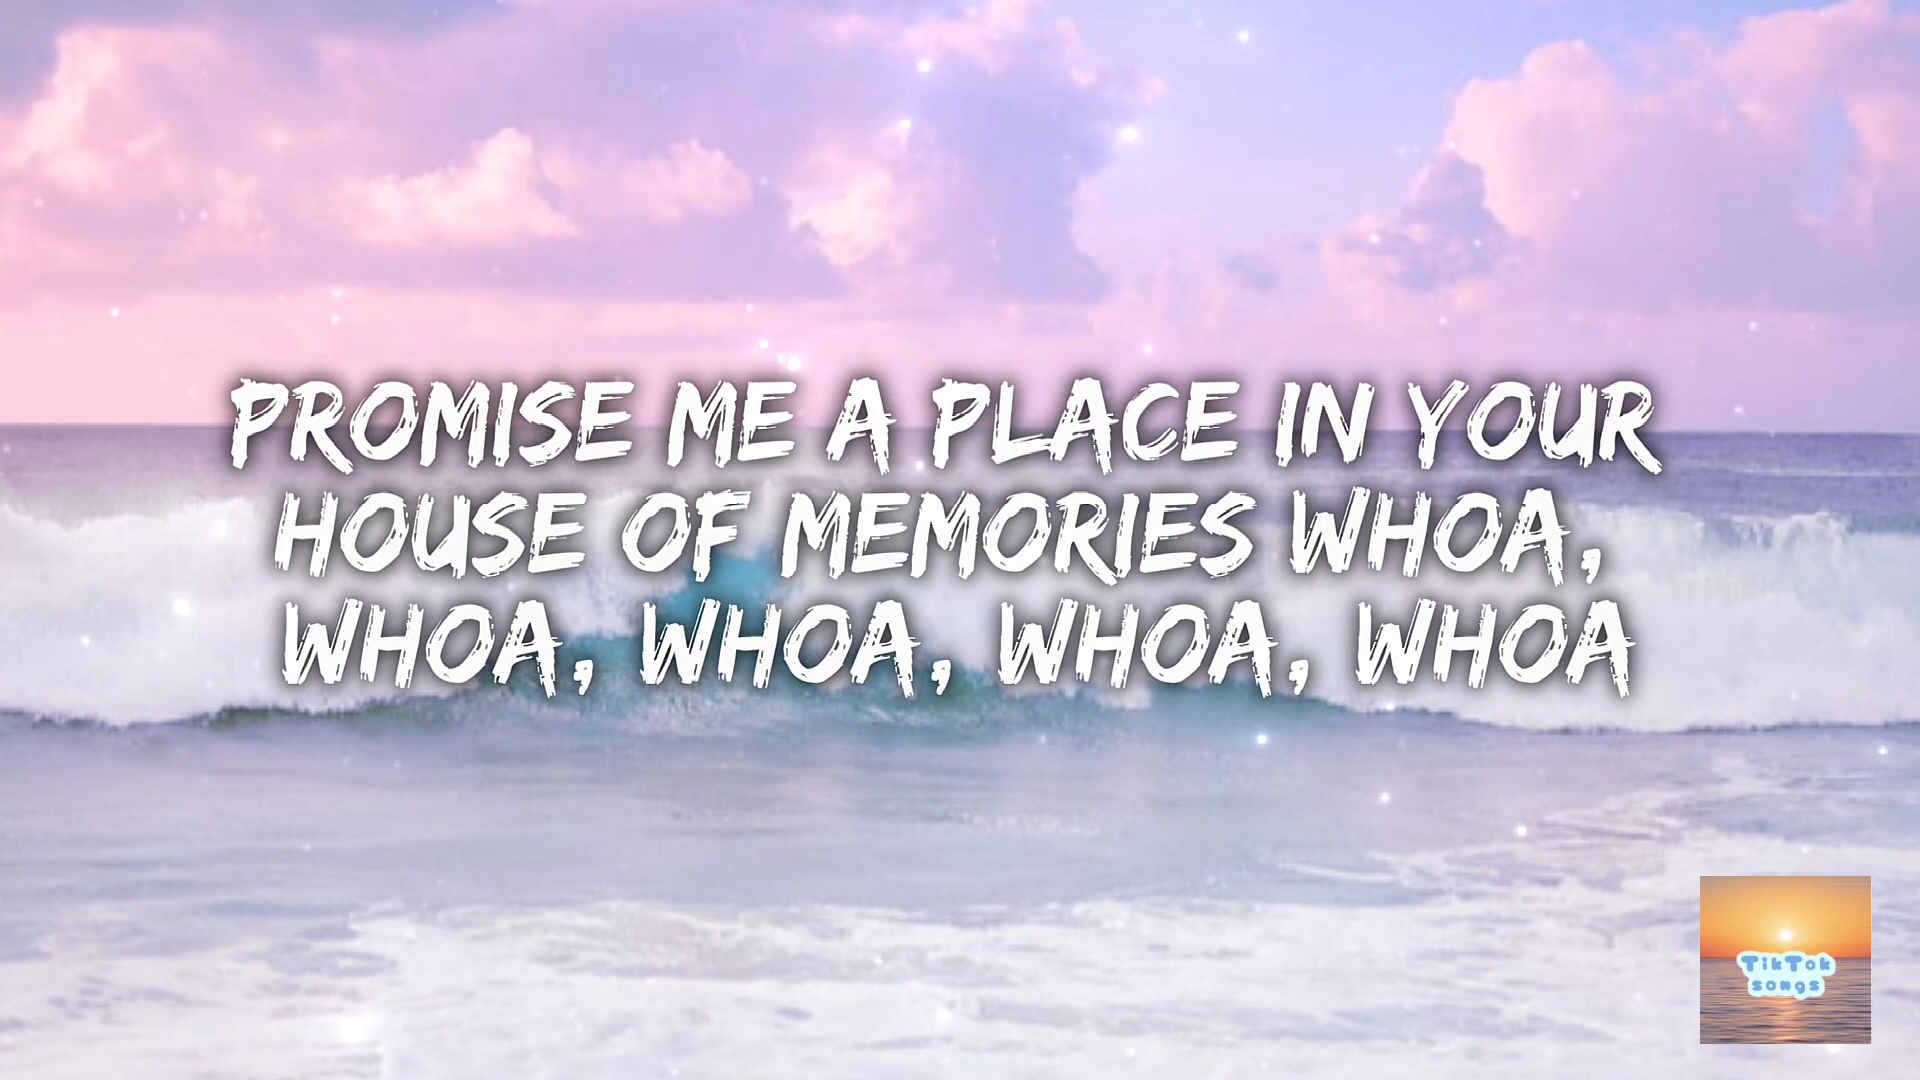 PROMISE ME A PLACE IN YOUR
HOUSE OF MEMORIES WHOA,
WHOA, WHOA, WHOA, WHOA
TikTok
songs